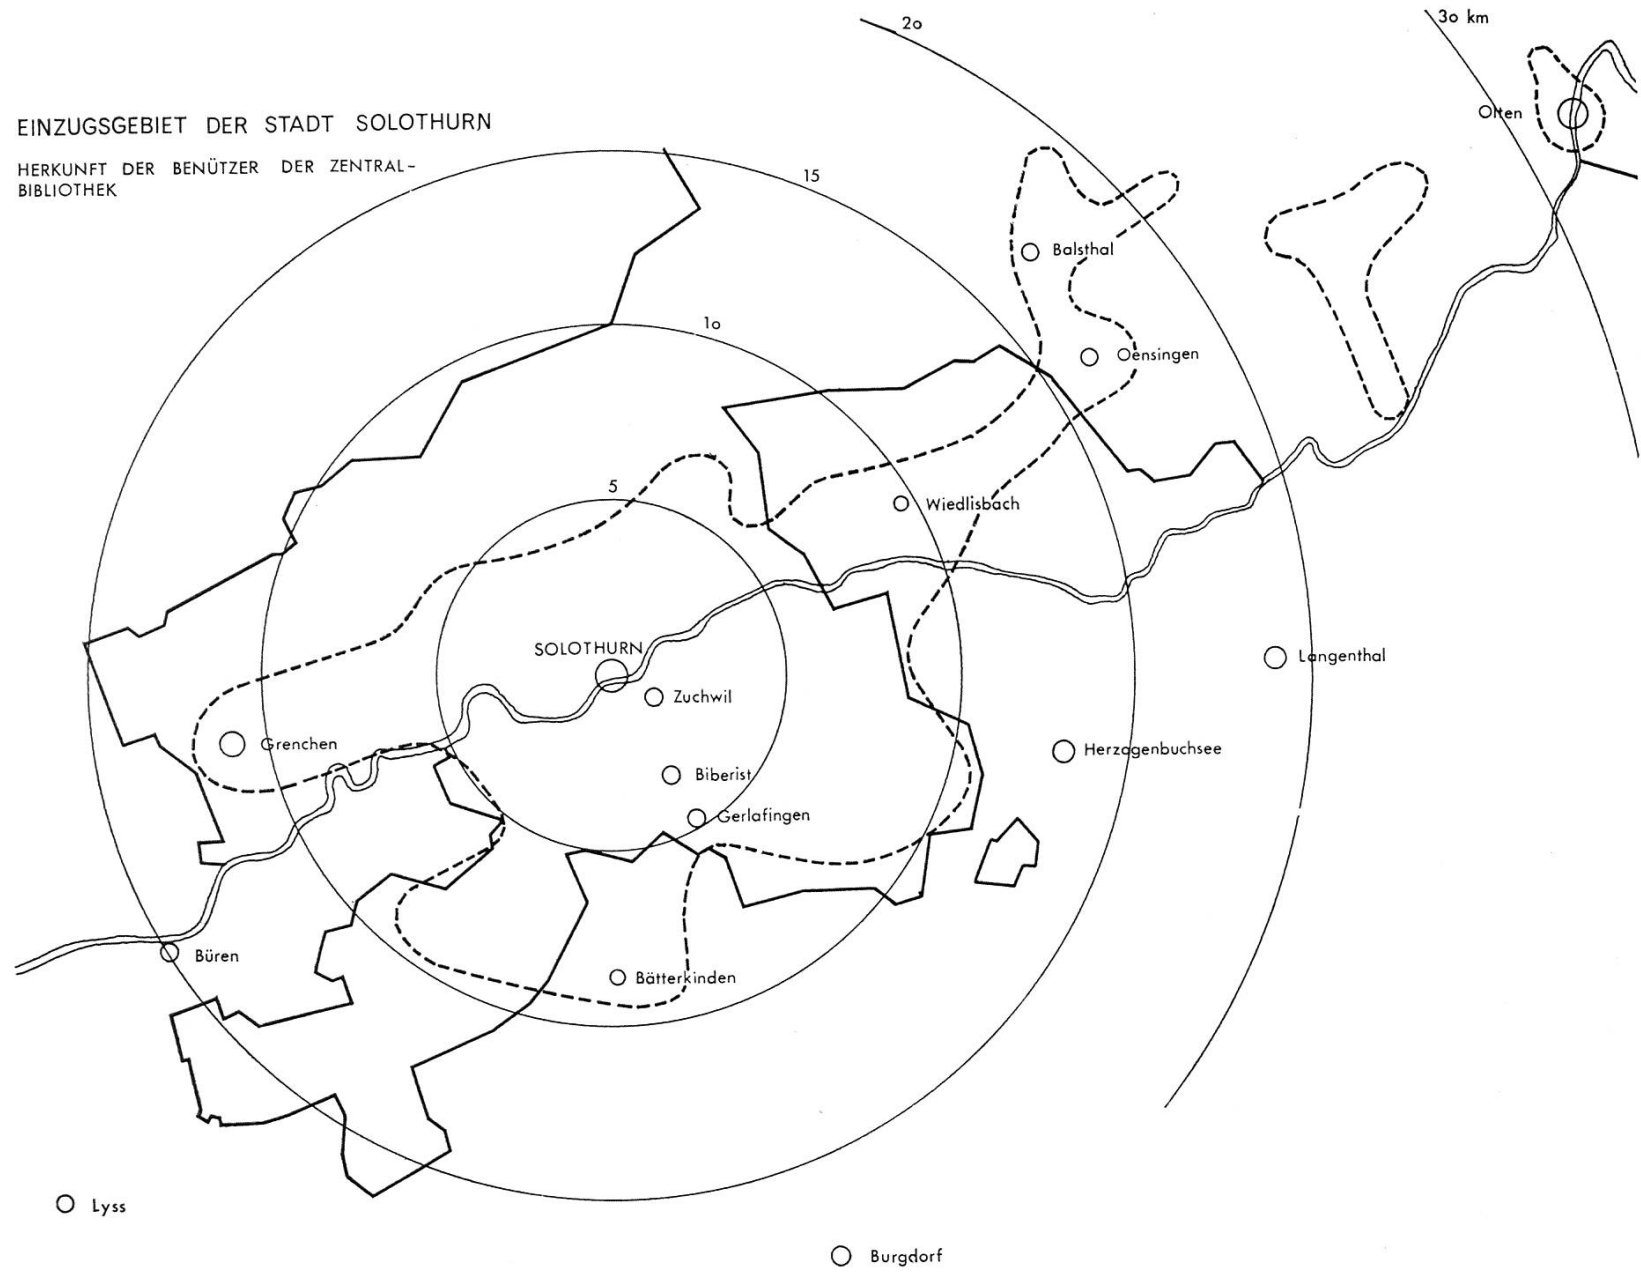 2o
3o km
Olten
EINZUGSGEBIET DER STADT SOLOTHURN
HERKUNFT DER BENÜTZER DER ZENTRAL-
BIBLIOTHEK
15
Balsthal
1o
Oensingen
5
Wiedlisbach
SOLOTHURN
Langenthal
Zuchwil
Grenchen
Herzogenbuchsee
Biberist
Gerlafingen
Büren
Bätterkinden
Lyss
Burgdorf